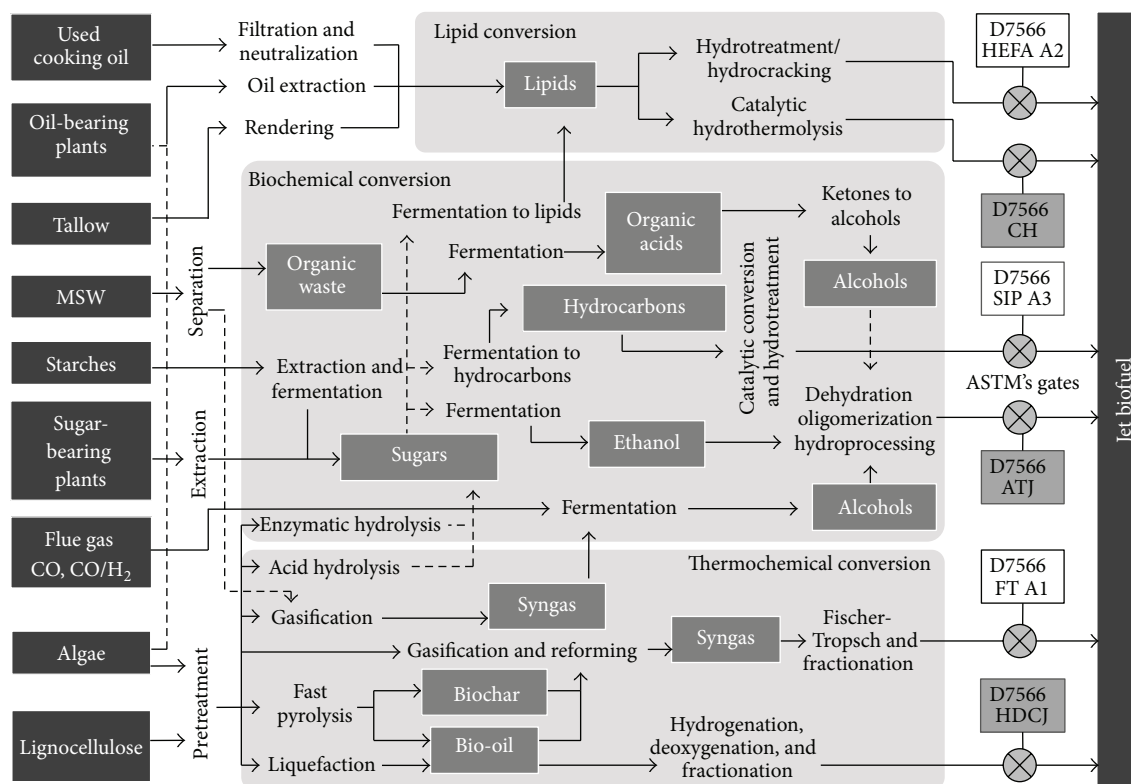 Used
cooking oil
Oil-bearing
plants
Tallow
MSW
Starches
Sugar-
bearing
plants
Flue gas
CO, CO/H₂
Algae
Lignocellulose
Filtration and
neutralization
Oil extraction
Rendering
Separation
Extraction
Pretreatment
Lipid conversion
Lipids
Hydrotreatment/
hydrocracking
Catalytic
hydrothermolysis
Biochemical conversion
Fermentation to lipids
Organic
waste
Fermentation
Organic
acids
Ketones to
alcohols
Alcohols
Hydrocarbons
Catalytic conversion
and hydrotreatment
Extraction and
fermentation
Fermentation to
hydrocarbons
Fermentation
Ethanol
Dehydration
oligomerization
hydroprocessing
Sugars
Fermentation
Alcohols
Enzymatic hydrolysis
Acid hydrolysis
Thermochemical conversion
Gasification
Syngas
Gasification and reforming
Syngas
Fischer-
Tropsch and
fractionation
Fast
pyrolysis
Biochar
Bio-oil
Liquefaction
Hydrogenation,
deoxygenation, and
fractionation
D7566
HEFA A2
D7566
CH
D7566
SIP A3
ASTM's gates
D7566
ATJ
D7566
FT A1
D7566
HDCJ
Jet biofuel